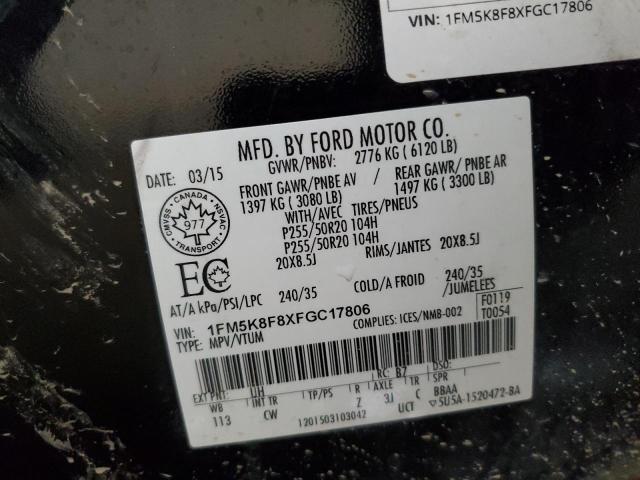 VIN: 1FM5K8F8XFGC17806
MFD. BY FORD MOTOR CO.
DATE: 03/15
GVWR/PNBV: 2776 KG ( 6120 LB)
FRONT GAWR/PNBE AV / REAR GAWR/ PNBE AR
1397 KG ( 3080 LB) 1497 KG ( 3300 LB)
WITH/AVEC TIRES/PNEUS
P255/50R20 104H
P255/50R20 104H
20X8.5J RIMS/JANTES 20X8.5J
CMVSS · CANADA · NSVAC
977
TRANSPORT
EC
AT/A kPa/PSI/LPC 240/35 COLD/A FROID 240/35
/JUMELEES
VIN: 1FM5K8F8XFGC17806
F0119
TYPE: MPV/VTUM COMPLIES: ICES/NMB-002
T0054
EXT PNT: UH RC: B7 DSO:
WB INT TR TP/PS R AXLE TR SPR
113 CW Z 3J C BBAA
1201503103042 UCT ▽5U5A-1520472-BA